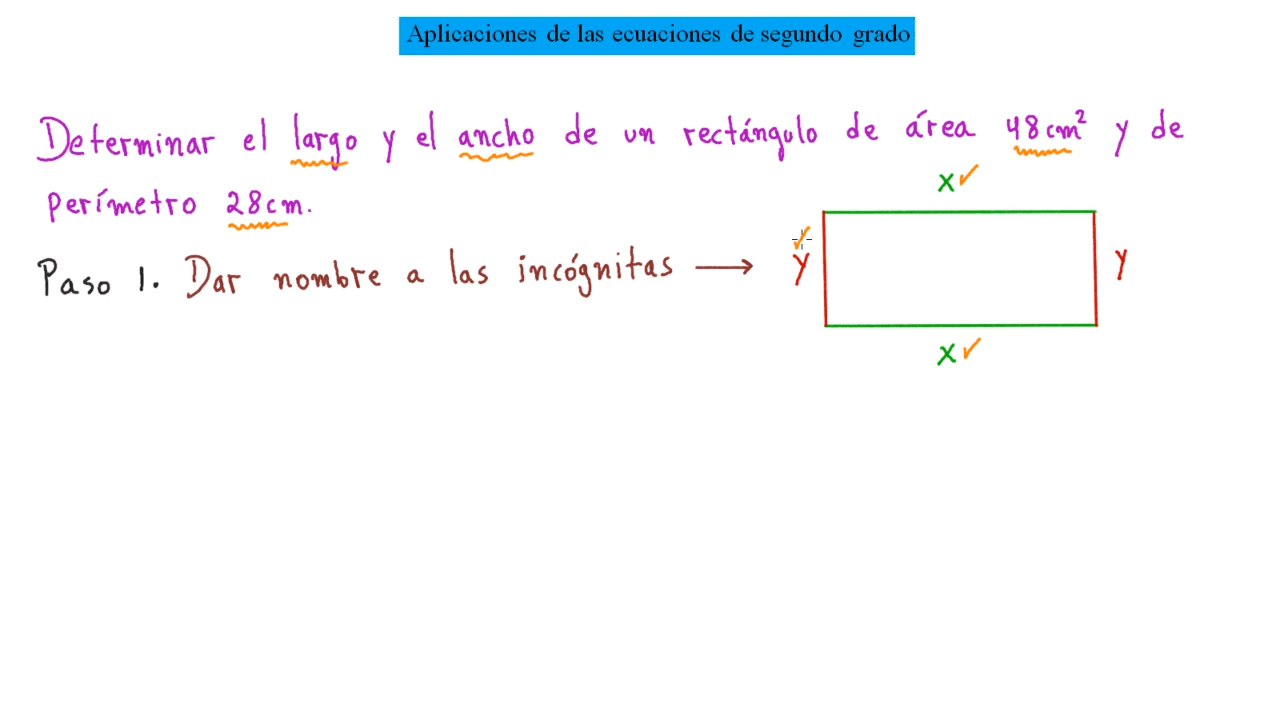 Aplicaciones de las ecuaciones de segundo grado
Determinar el largo y el ancho de un rectángulo de área 48cm² y de
perímetro 28cm.
x
Paso 1. Dar nombre a las incógnitas → y y
x